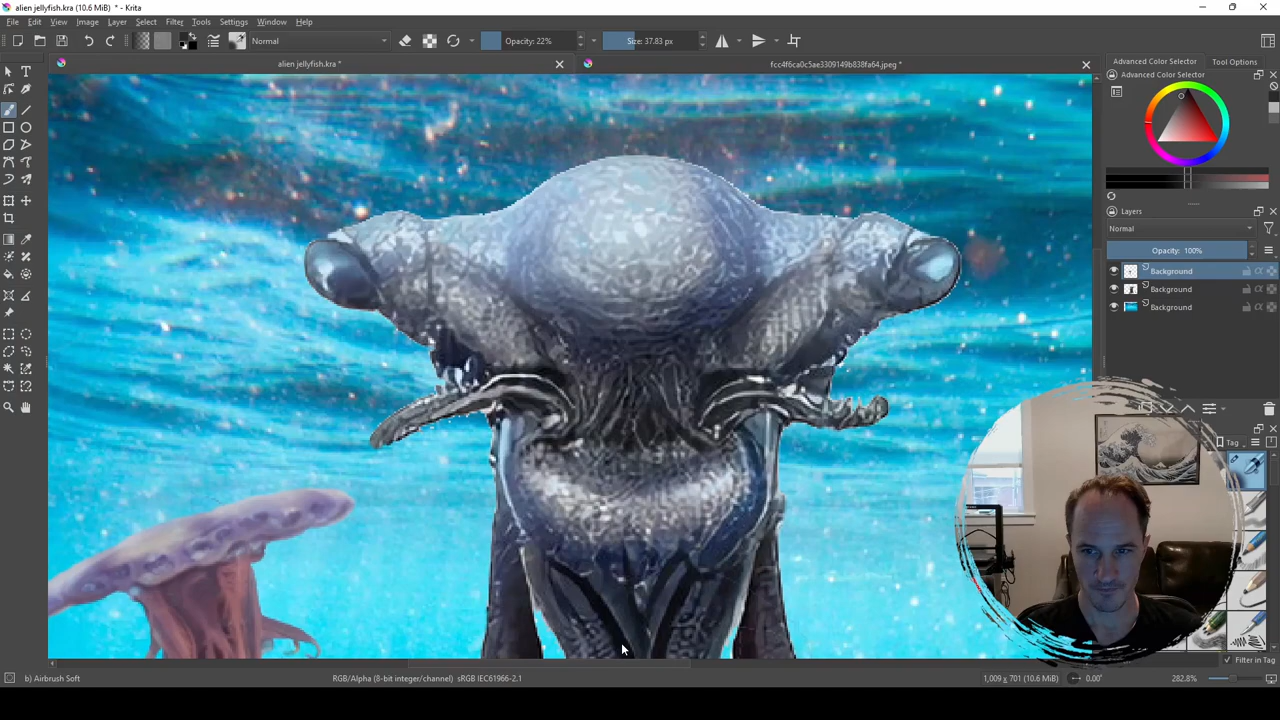 alien jellyfish.kra (10.6 MiB) * - Krita
File Edit View Image Layer Select Filter Tools Settings Window Help
Normal Opacity: 22% Size: 37.83 px
alien jellyfish.kra * fcc4f6ca0c5ae3309149b838fa64.jpeg *
Advanced Color Selector Tool Options
Advanced Color Selector
Layers
Normal
Opacity: 100%
Background
Background
Background
Tag
Filter in Tag
b) Airbrush Soft RGB/Alpha (8-bit integer/channel) sRGB IEC61966-2.1 1,009 x 701 (10.6 MiB) 0.00° 282.8%